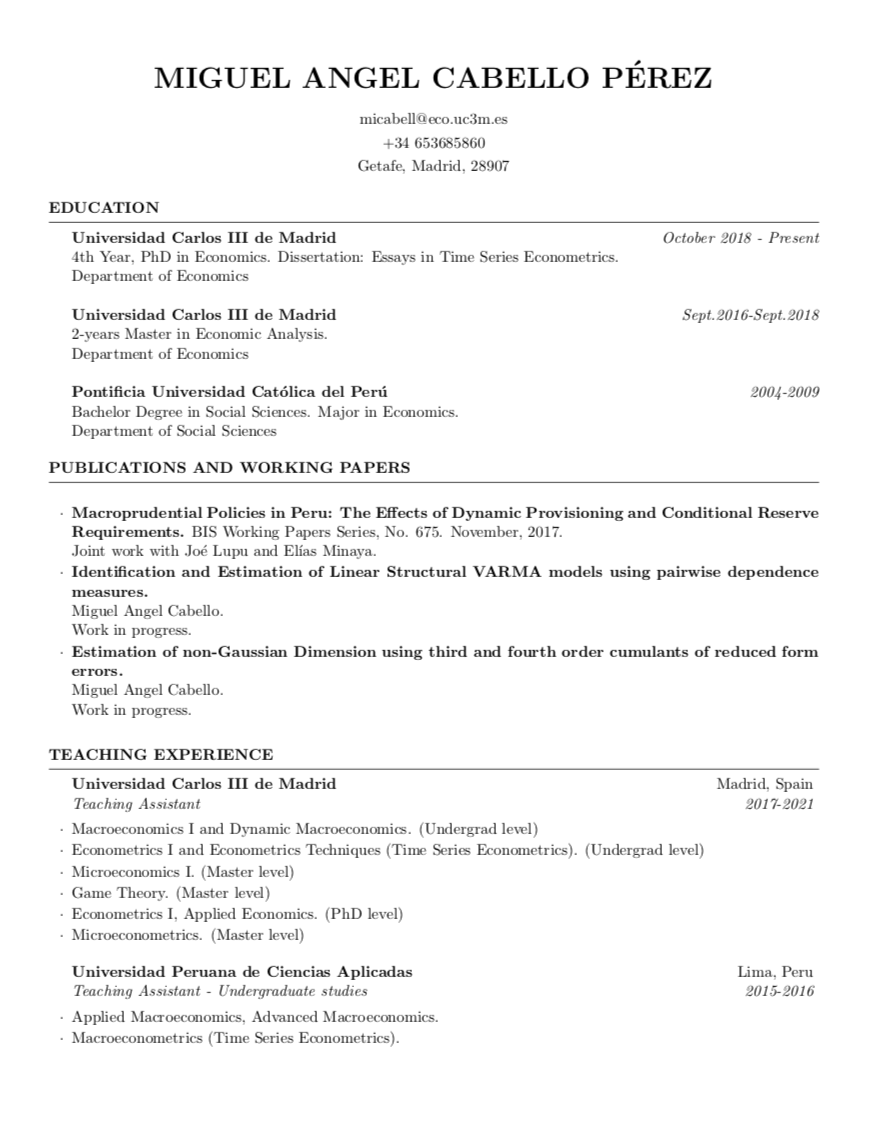 MIGUEL ANGEL CABELLO PÉREZ
micabell@eco.uc3m.es
+34 653685860
Getafe, Madrid, 28907
EDUCATION
Universidad Carlos III de Madrid October 2018 - Present
4th Year, PhD in Economics. Dissertation: Essays in Time Series Econometrics.
Department of Economics
Universidad Carlos III de Madrid Sept.2016-Sept.2018
2-years Master in Economic Analysis.
Department of Economics
Pontificia Universidad Católica del Perú 2004-2009
Bachelor Degree in Social Sciences. Major in Economics.
Department of Social Sciences
PUBLICATIONS AND WORKING PAPERS
· Macroprudential Policies in Peru: The Effects of Dynamic Provisioning and Conditional Reserve
Requirements. BIS Working Papers Series, No. 675. November, 2017.
Joint work with Joé Lupu and Elías Minaya.
· Identification and Estimation of Linear Structural VARMA models using pairwise dependence
measures.
Miguel Angel Cabello.
Work in progress.
· Estimation of non-Gaussian Dimension using third and fourth order cumulants of reduced form
errors.
Miguel Angel Cabello.
Work in progress.
TEACHING EXPERIENCE
Universidad Carlos III de Madrid Madrid, Spain
Teaching Assistant 2017-2021
· Macroeconomics I and Dynamic Macroeconomics. (Undergrad level)
· Econometrics I and Econometrics Techniques (Time Series Econometrics). (Undergrad level)
· Microeconomics I. (Master level)
· Game Theory. (Master level)
· Econometrics I, Applied Economics. (PhD level)
· Microeconometrics. (Master level)
Universidad Peruana de Ciencias Aplicadas Lima, Peru
Teaching Assistant - Undergraduate studies 2015-2016
· Applied Macroeconomics, Advanced Macroeconomics.
· Macroeconometrics (Time Series Econometrics).